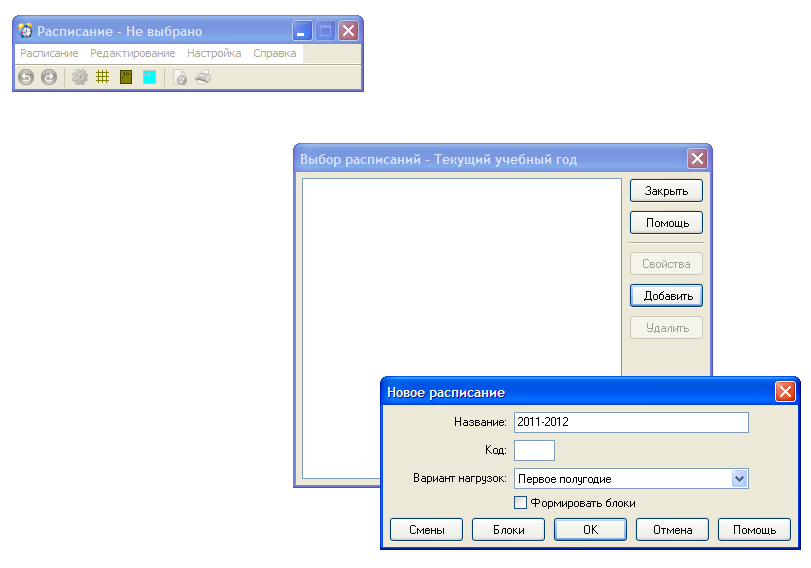 Расписание - Не выбрано
Расписание Редактирование Настройка Справка
Выбор расписаний - Текущий учебный год
Закрыть
Помощь
Свойства
Добавить
Удалить
Новое расписание
Название: 2011-2012
Код:
Вариант нагрузок: Первое полугодие
Формировать блоки
Смены Блоки OK Отмена Помощь